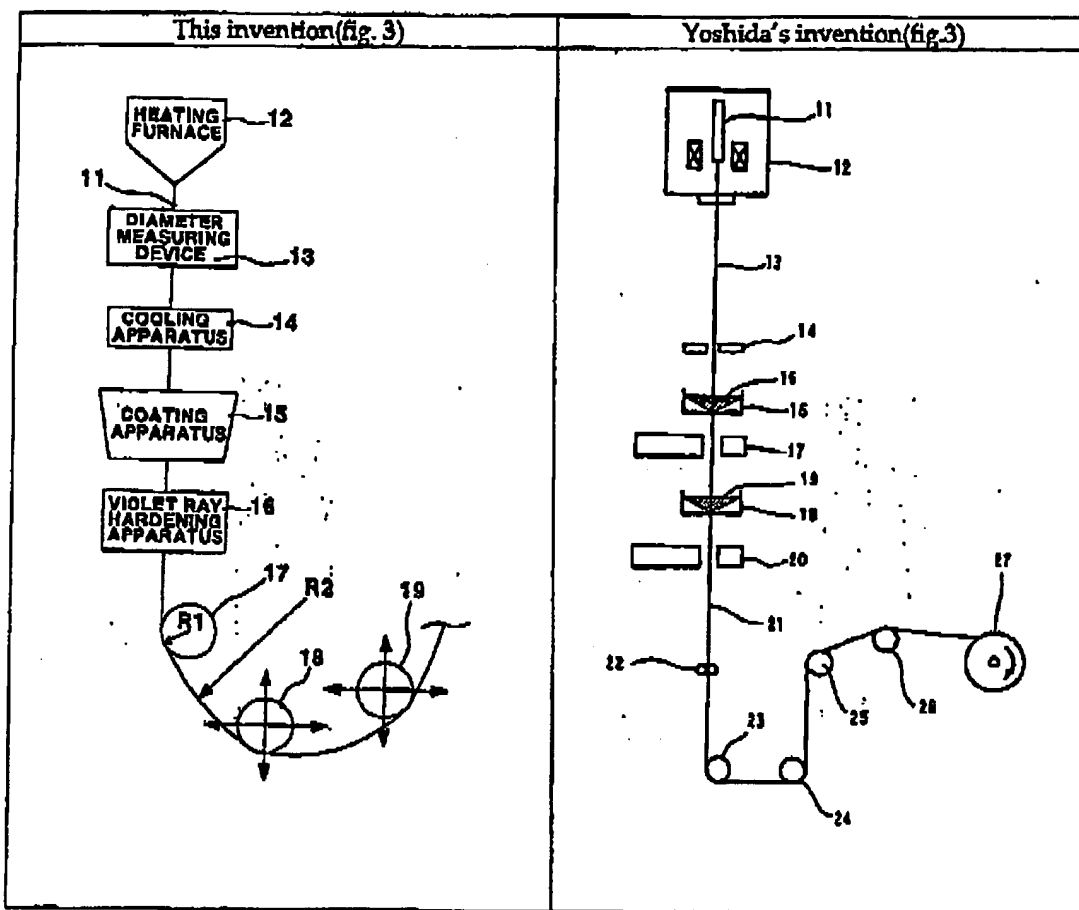 This invention(fig. 3)
HEATING
FURNACE
12
11
DIAMETER
MEASURING
DEVICE
13
COOLING
APPARATUS
14
COATING
APPARATUS
15
VIOLET RAY
HARDENING
APPARATUS
16
17
R1
R2
18
19
Yoshida's invention(fig.3)
11
12
13
14
16
15
17
19
18
20
21
22
23
24
25
26
27